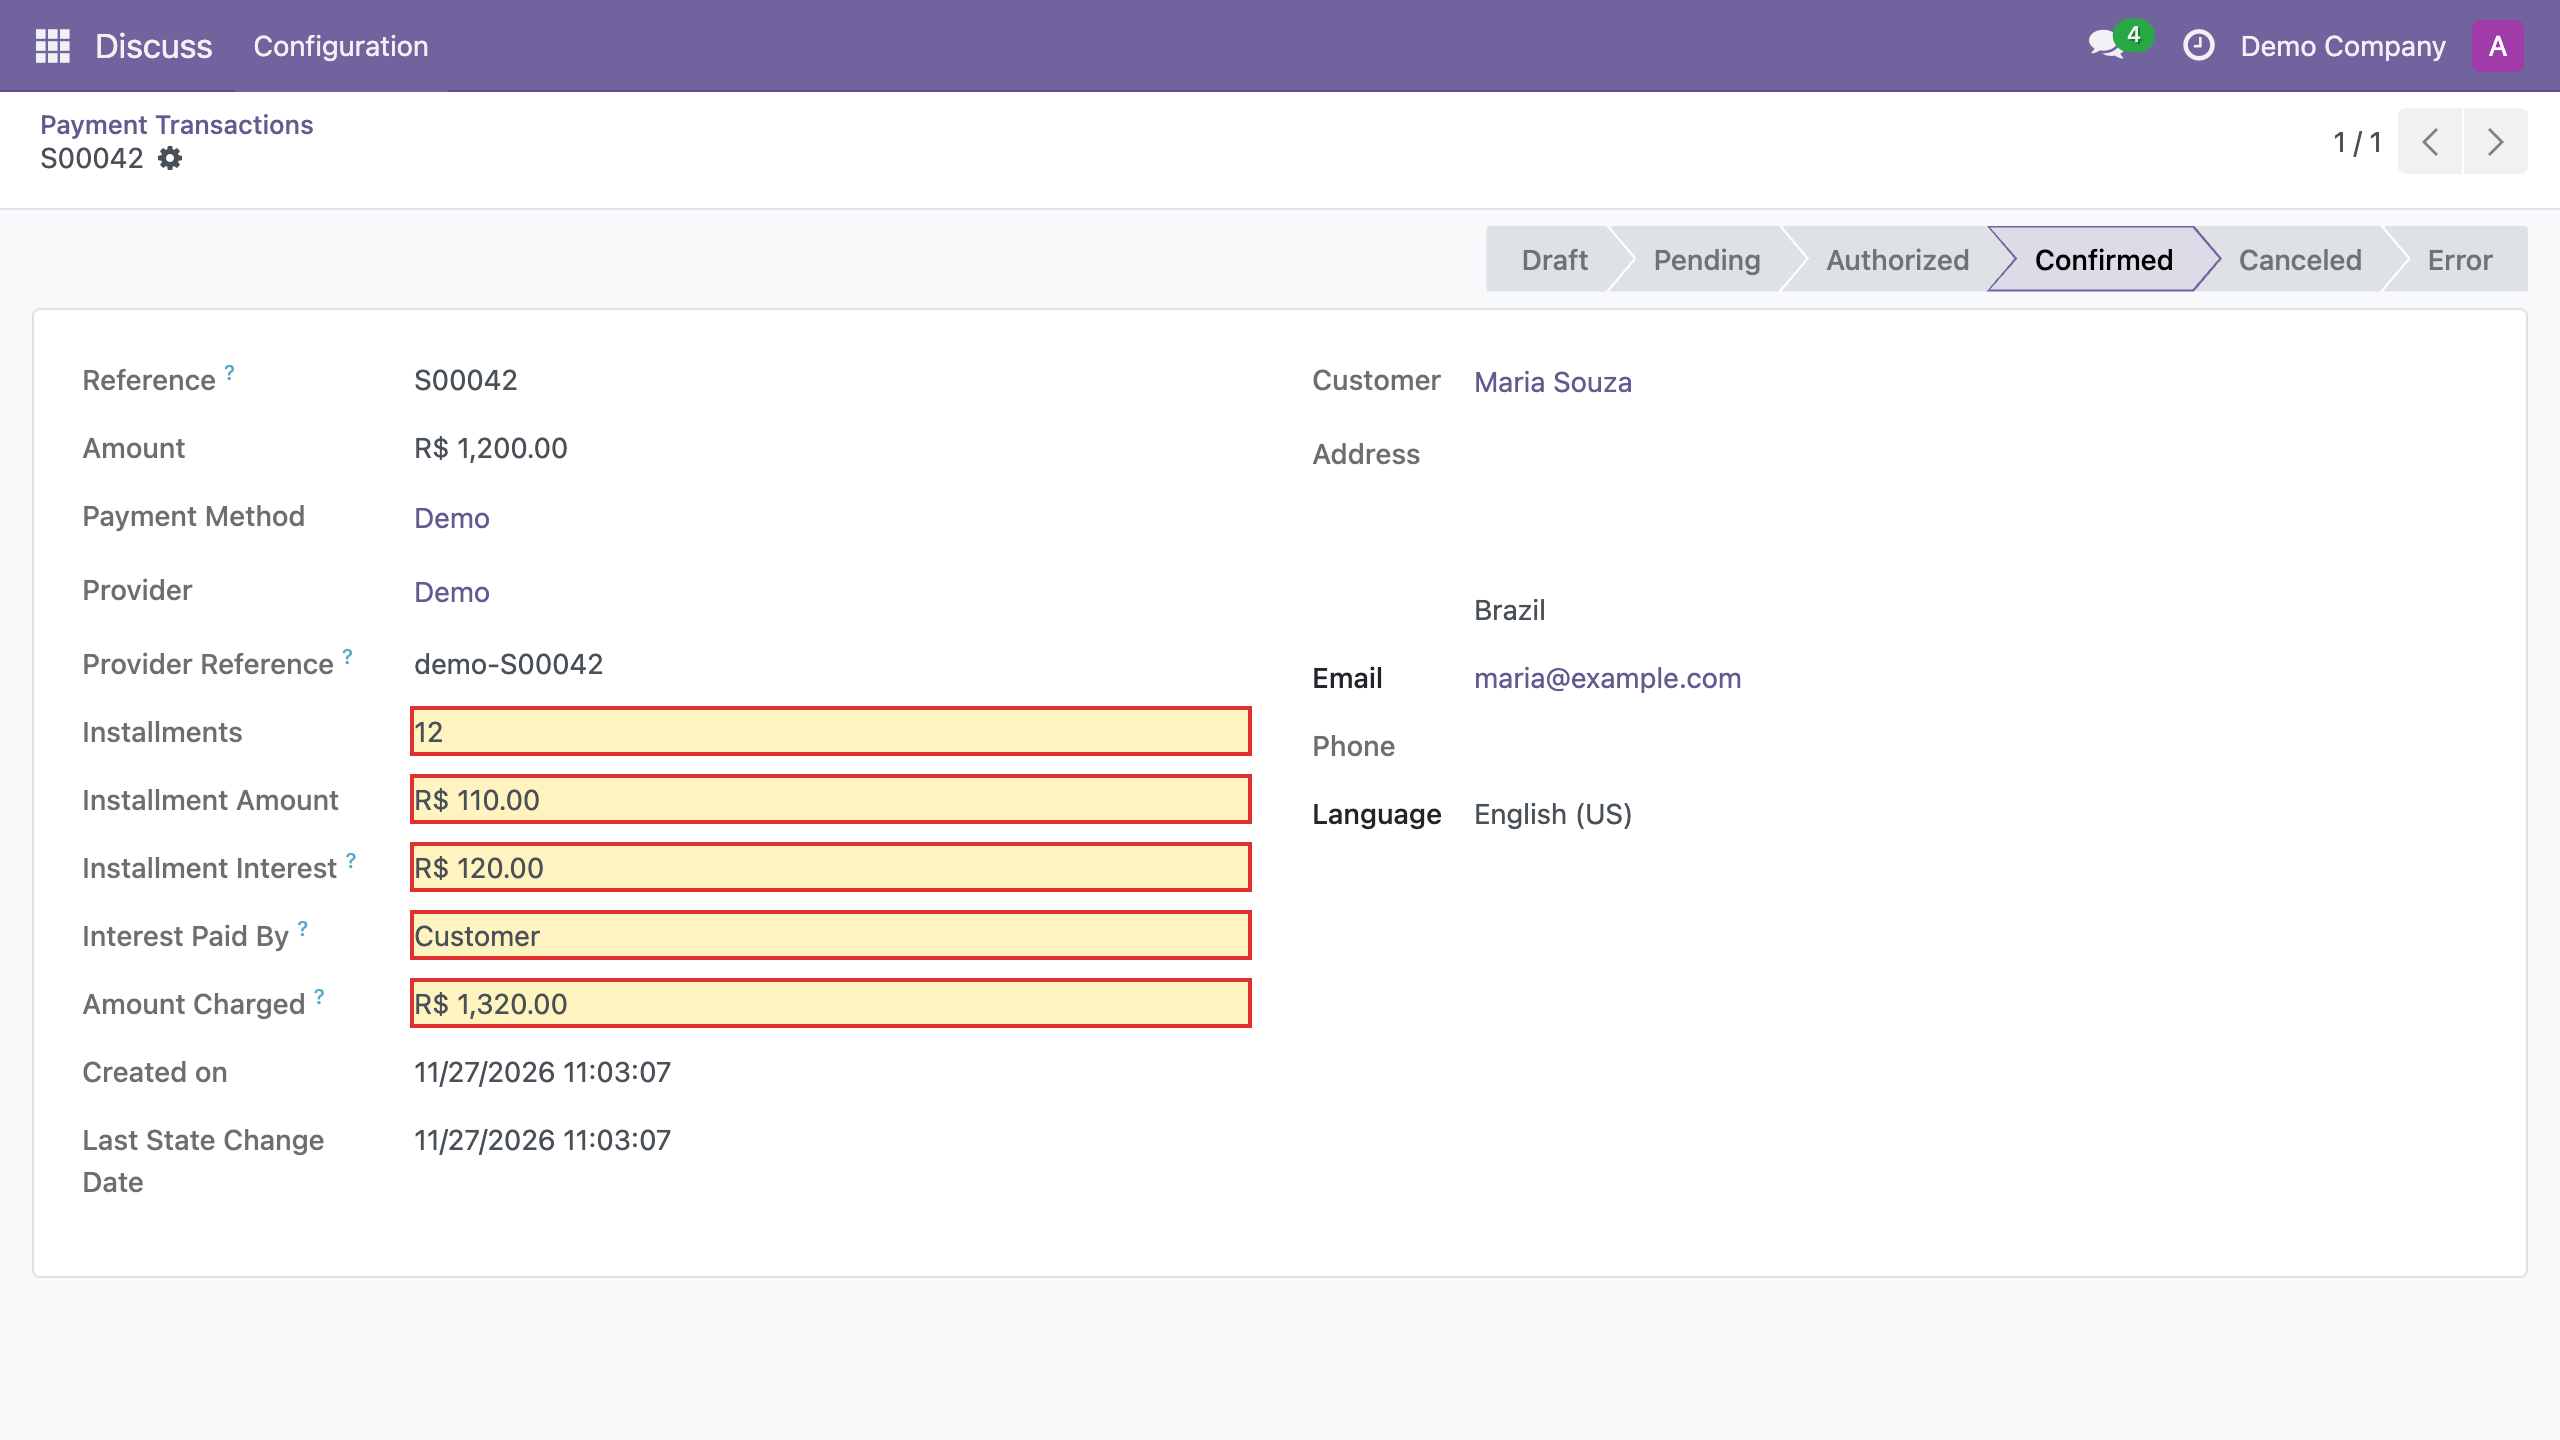 Discuss Configuration 4 Demo Company A
Payment Transactions
S00042
1 / 1
Draft Pending Authorized Confirmed Canceled Error
Reference ? S00042
Amount R$ 1,200.00
Payment Method Demo
Provider Demo
Provider Reference ? demo-S00042
Installments 12
Installment Amount R$ 110.00
Installment Interest ? R$ 120.00
Interest Paid By ? Customer
Amount Charged ? R$ 1,320.00
Created on 11/27/2026 11:03:07
Last State Change Date 11/27/2026 11:03:07
Customer Maria Souza
Address
Brazil
Email maria@example.com
Phone
Language English (US)